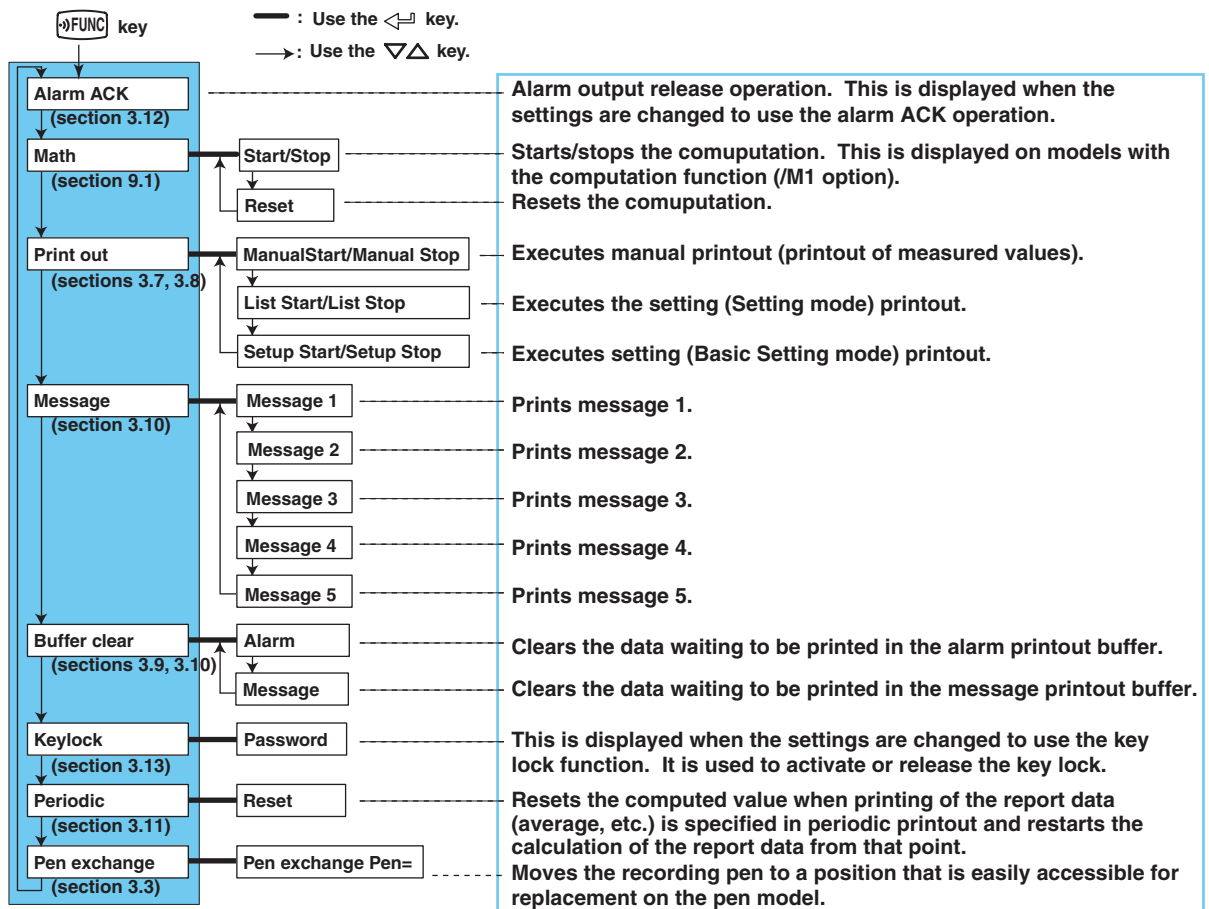 FUNC key
: Use the key.
: Use the key.
Alarm ACK
(section 3.12)
Alarm output release operation. This is displayed when the
settings are changed to use the alarm ACK operation.
Math
(section 9.1)
Start/Stop
Starts/stops the comuputation. This is displayed on models with
the computation function (/M1 option).
Reset
Resets the comuputation.
Print out
(sections 3.7, 3.8)
ManualStart/Manual Stop
Executes manual printout (printout of measured values).
List Start/List Stop
Executes the setting (Setting mode) printout.
Setup Start/Setup Stop
Executes setting (Basic Setting mode) printout.
Message
(section 3.10)
Message 1
Prints message 1.
Message 2
Prints message 2.
Message 3
Prints message 3.
Message 4
Prints message 4.
Message 5
Prints message 5.
Buffer clear
(sections 3.9, 3.10)
Alarm
Clears the data waiting to be printed in the alarm printout buffer.
Message
Clears the data waiting to be printed in the message printout buffer.
Keylock
(section 3.13)
Password
This is displayed when the settings are changed to use the key
lock function. It is used to activate or release the key lock.
Periodic
(section 3.11)
Reset
Resets the computed value when printing of the report data
(average, etc.) is specified in periodic printout and restarts the
calculation of the report data from that point.
Pen exchange
(section 3.3)
Pen exchange Pen=
Moves the recording pen to a position that is easily accessible for
replacement on the pen model.